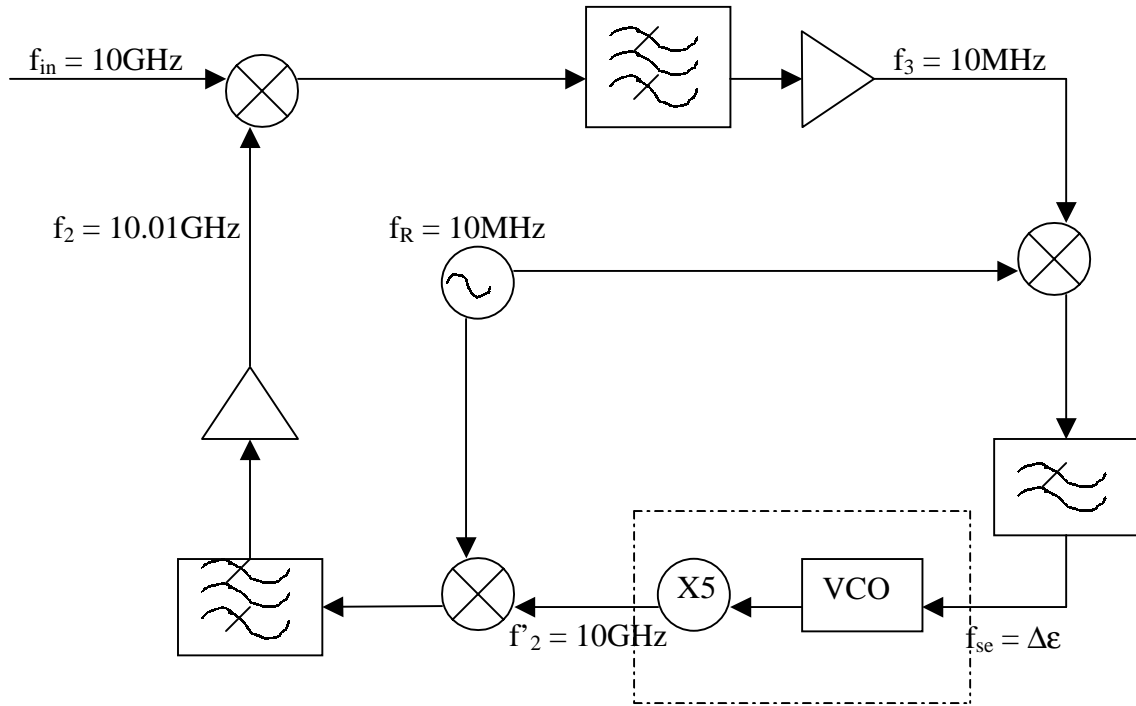 f_in = 10GHz
f_3 = 10MHz
f_2 = 10.01GHz
f_R = 10MHz
X5
VCO
f'_2 = 10GHz
f_se = Δε